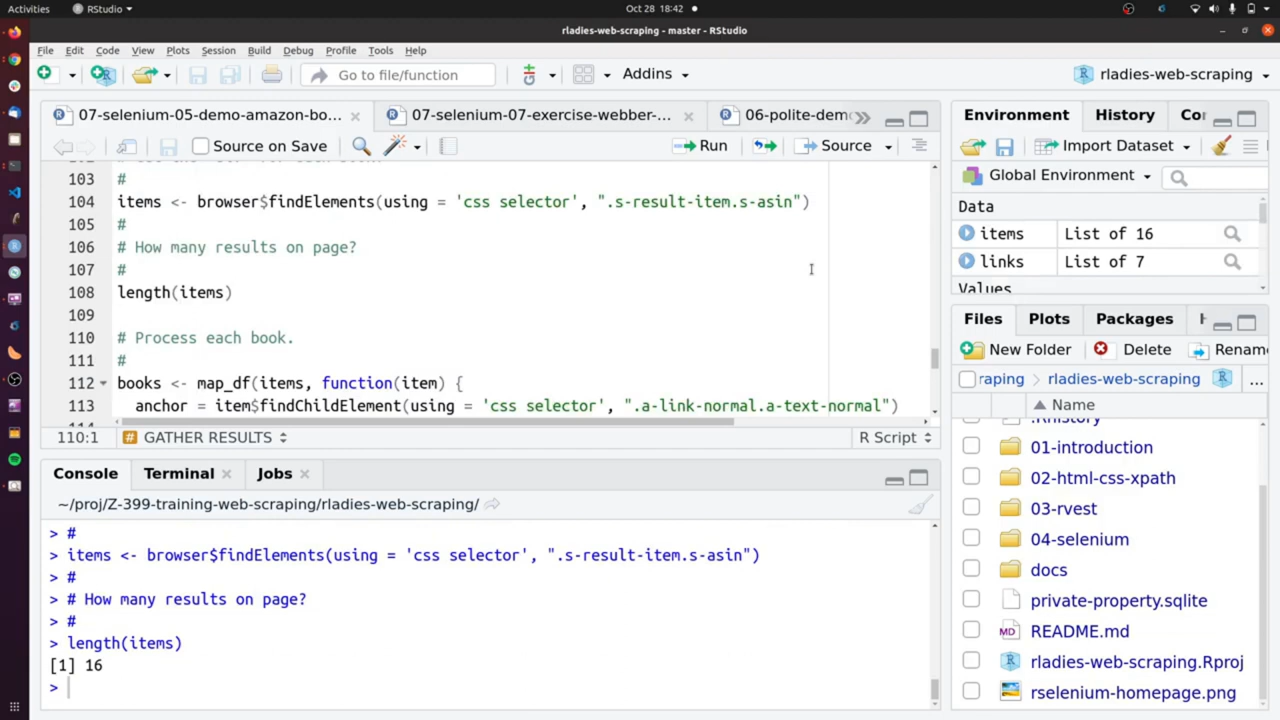 Activities RStudio Oct 28 18:42
rladies-web-scraping - master - RStudio
File Edit Code View Plots Session Build Debug Profile Tools Help
Go to file/function Addins rladies-web-scraping
07-selenium-05-demo-amazon-bo... 07-selenium-07-exercise-webber-... 06-polite-dem
Source on Save Run Source
103 #
104 items <- browser$findElements(using = 'css selector', ".s-result-item.s-asin")
105 #
106 # How many results on page?
107 #
108 length(items)
109
110 # Process each book.
111 #
112 books <- map_df(items, function(item) {
113 anchor = item$findChildElement(using = 'css selector', ".a-link-normal.a-text-normal")
110:1 # GATHER RESULTS R Script
Console Terminal Jobs
~/proj/Z-399-training-web-scraping/rladies-web-scraping/
> #
> items <- browser$findElements(using = 'css selector', ".s-result-item.s-asin")
> #
> # How many results on page?
> #
> length(items)
[1] 16
>
Environment History Co
Import Dataset
R Global Environment
Data
items List of 16
links List of 7
Values
Files Plots Packages
New Folder Delete Rename
raping rladies-web-scraping R ...
Name
.Rhistory
01-introduction
02-html-css-xpath
03-rvest
04-selenium
docs
private-property.sqlite
MD README.md
rladies-web-scraping.Rproj
rselenium-homepage.png